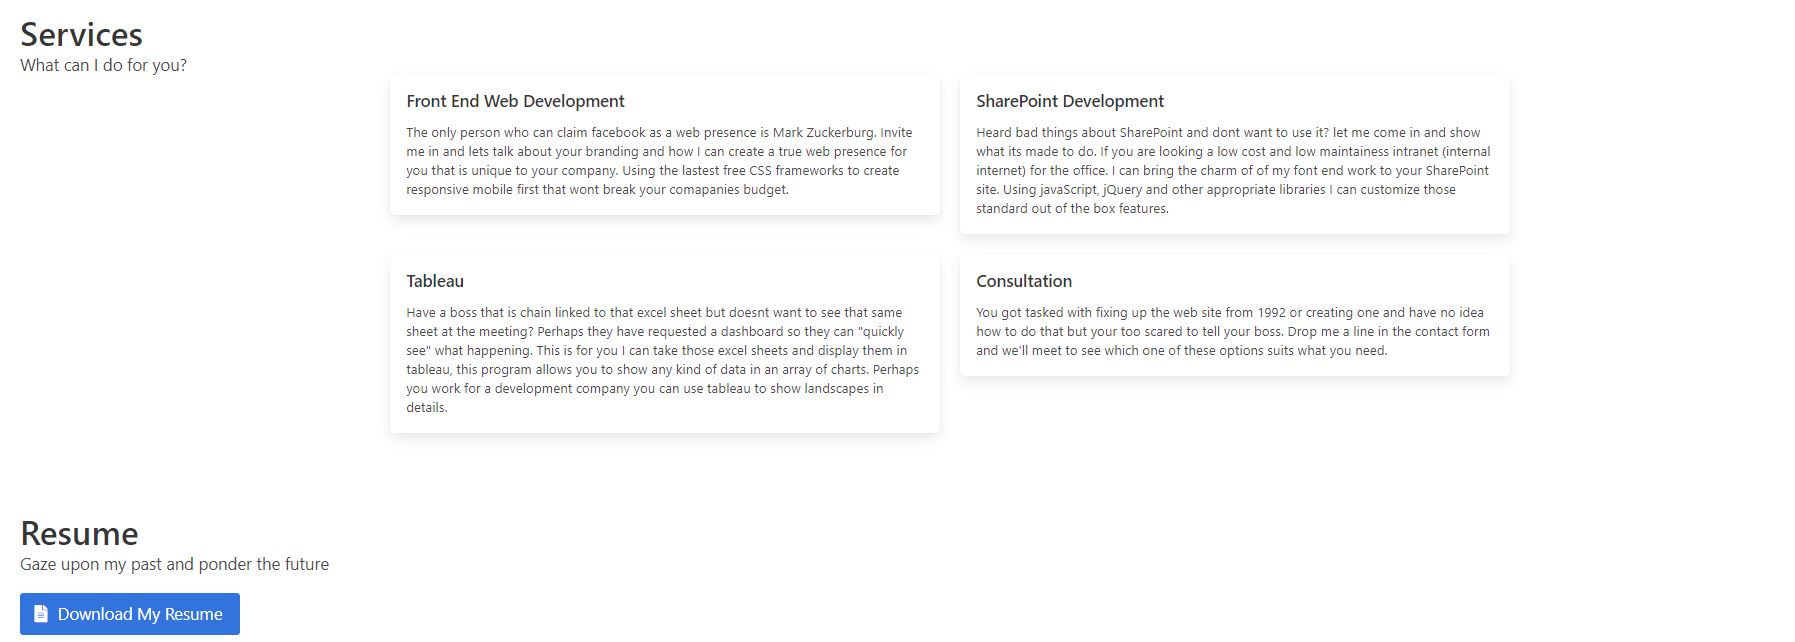 Services
What can I do for you?
Front End Web Development
The only person who can claim facebook as a web presence is Mark Zuckerburg. Invite
me in and lets talk about your branding and how I can create a true web presence for
you that is unique to your company. Using the lastest free CSS frameworks to create
responsive mobile first that wont break your comapanies budget.
SharePoint Development
Heard bad things about SharePoint and dont want to use it? let me come in and show
what its made to do. If you are looking a low cost and low maintainess intranet (internal
internet) for the office. I can bring the charm of of my font end work to your SharePoint
site. Using javaScript, jQuery and other appropriate libraries I can customize those
standard out of the box features.
Tableau
Have a boss that is chain linked to that excel sheet but doesnt want to see that same
sheet at the meeting? Perhaps they have requested a dashboard so they can "quickly
see" what happening. This is for you I can take those excel sheets and display them in
tableau, this program allows you to show any kind of data in an array of charts. Perhaps
you work for a development company you can use tableau to show landscapes in
details.
Consultation
You got tasked with fixing up the web site from 1992 or creating one and have no idea
how to do that but your too scared to tell your boss. Drop me a line in the contact form
and we'll meet to see which one of these options suits what you need.
Resume
Gaze upon my past and ponder the future
Download My Resume